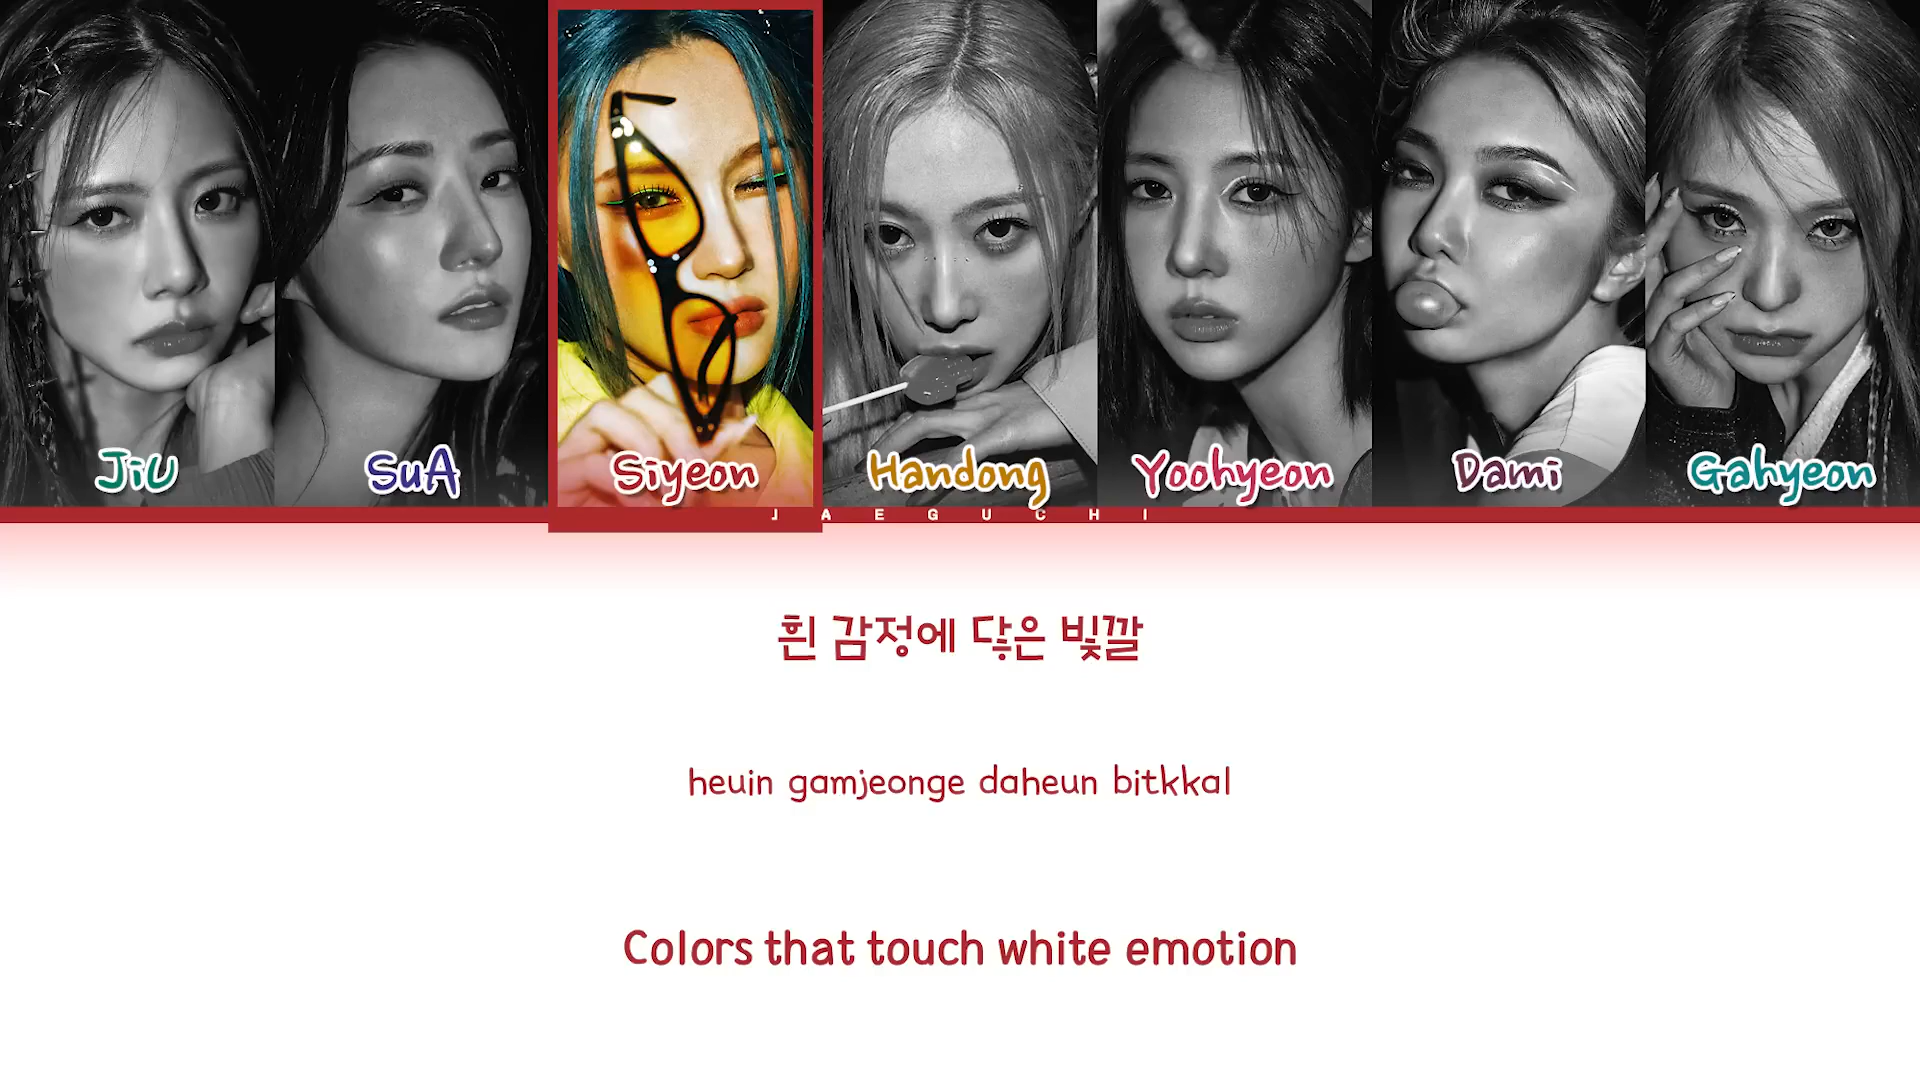 JiU SuA Siyeon Handong Yoohyeon Dami Gahyeon
JAEGUCHI
흰 감정에 닿은 빛깔
heuin gamjeonge daheun bitkkal
Colors that touch white emotion